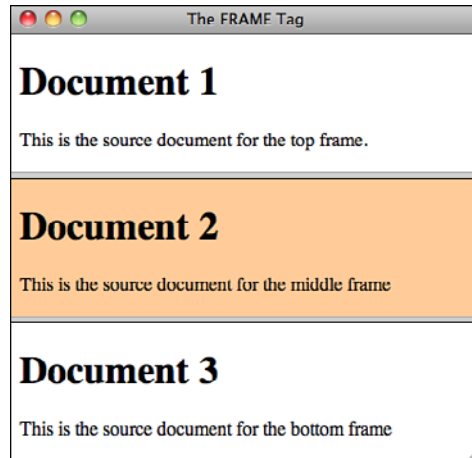 The FRAME Tag
Document 1
This is the source document for the top frame.
Document 2
This is the source document for the middle frame
Document 3
This is the source document for the bottom frame